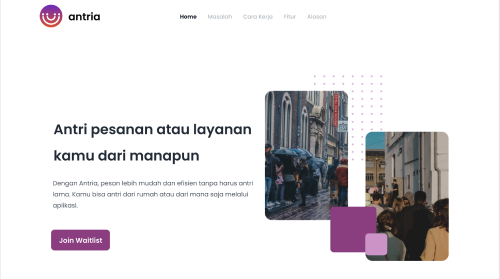 antria
Home Masalah Cara Kerja Fitur Alasan
Antri pesanan atau layanan
kamu dari manapun
Dengan Antria, pesan lebih mudah dan efisien tanpa harus antri
lama. Kamu bisa antri dari rumah atau dari mana saja melalui
aplikasi.
Join Waitlist